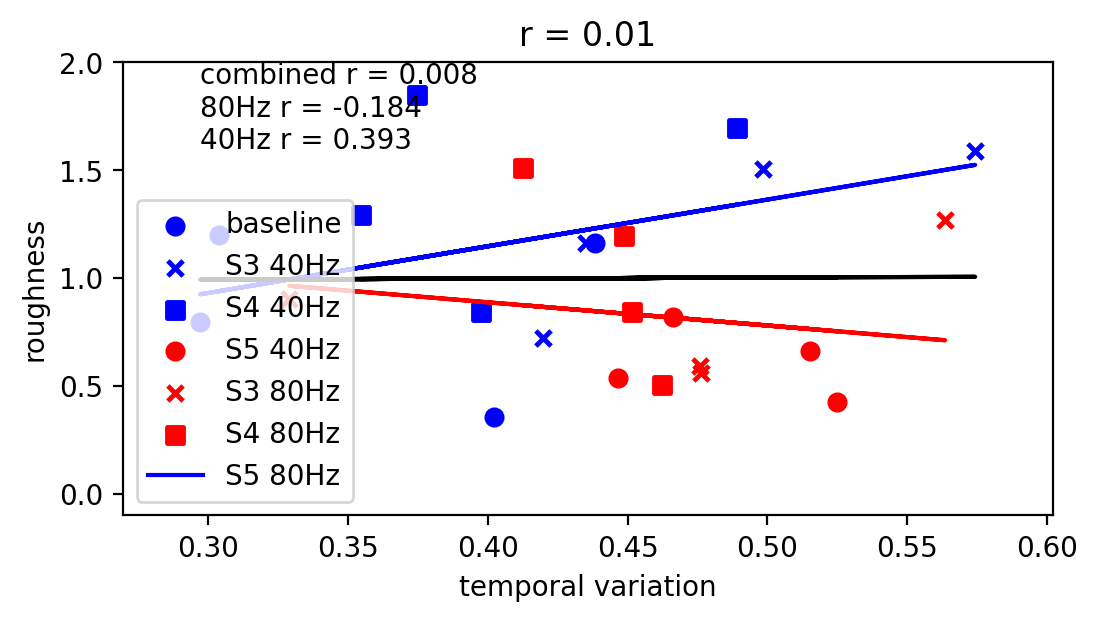 r = 0.01
combined r = 0.008
80Hz r = -0.184
40Hz r = 0.393
baseline
S3 40Hz
S4 40Hz
S5 40Hz
S3 80Hz
S4 80Hz
S5 80Hz
roughness
2.0
1.5
1.0
0.5
0.0
0.30 0.35 0.40 0.45 0.50 0.55 0.60
temporal variation